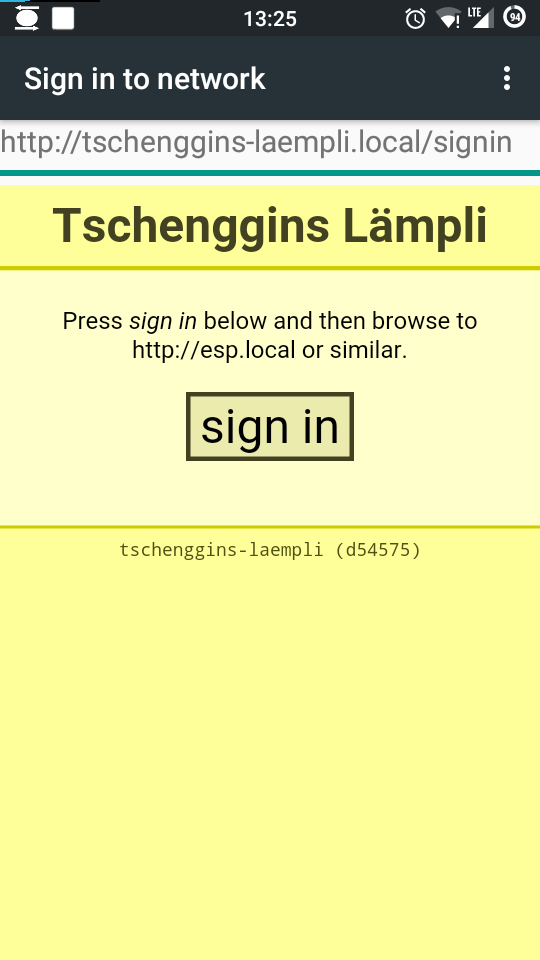 13:25
LTE
94
Sign in to network
http://tschenggins-laempli.local/signin
Tschenggins Lämpli
Press sign in below and then browse to
http://esp.local or similar.
sign in
tschenggins-laempli (d54575)